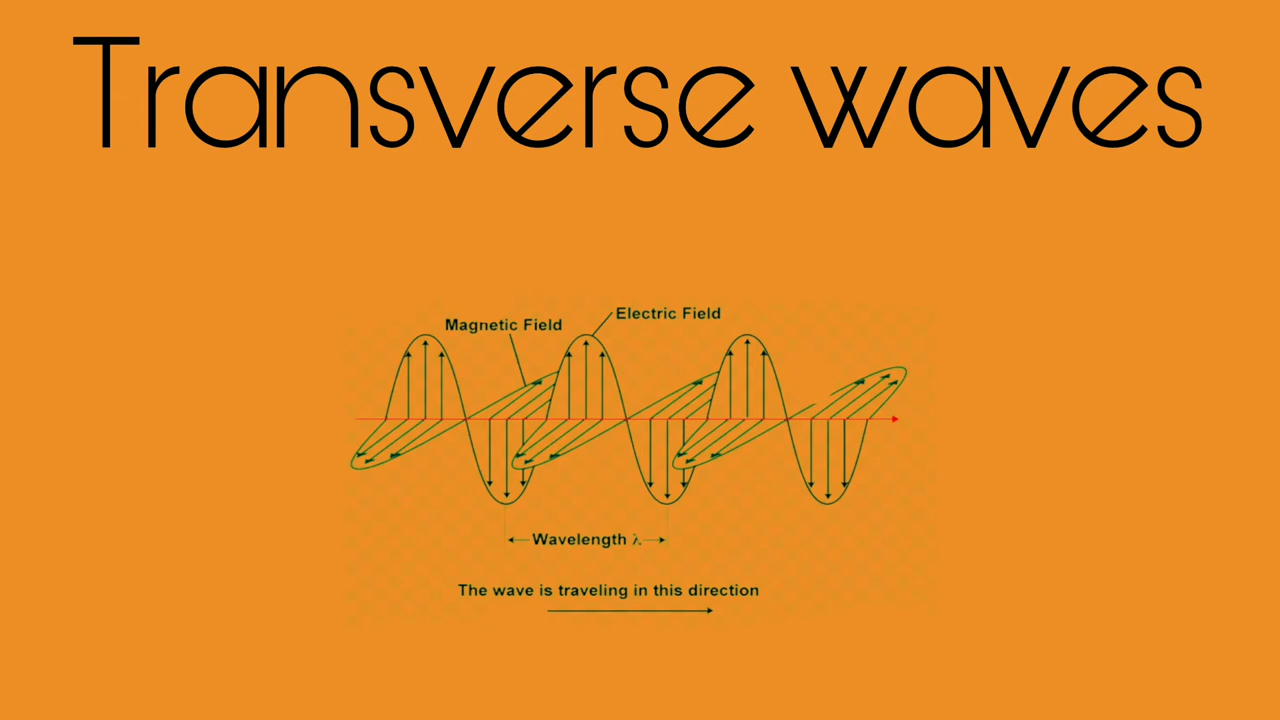 Transverse waves
Electric Field
Magnetic Field
Wavelength λ
The wave is traveling in this direction